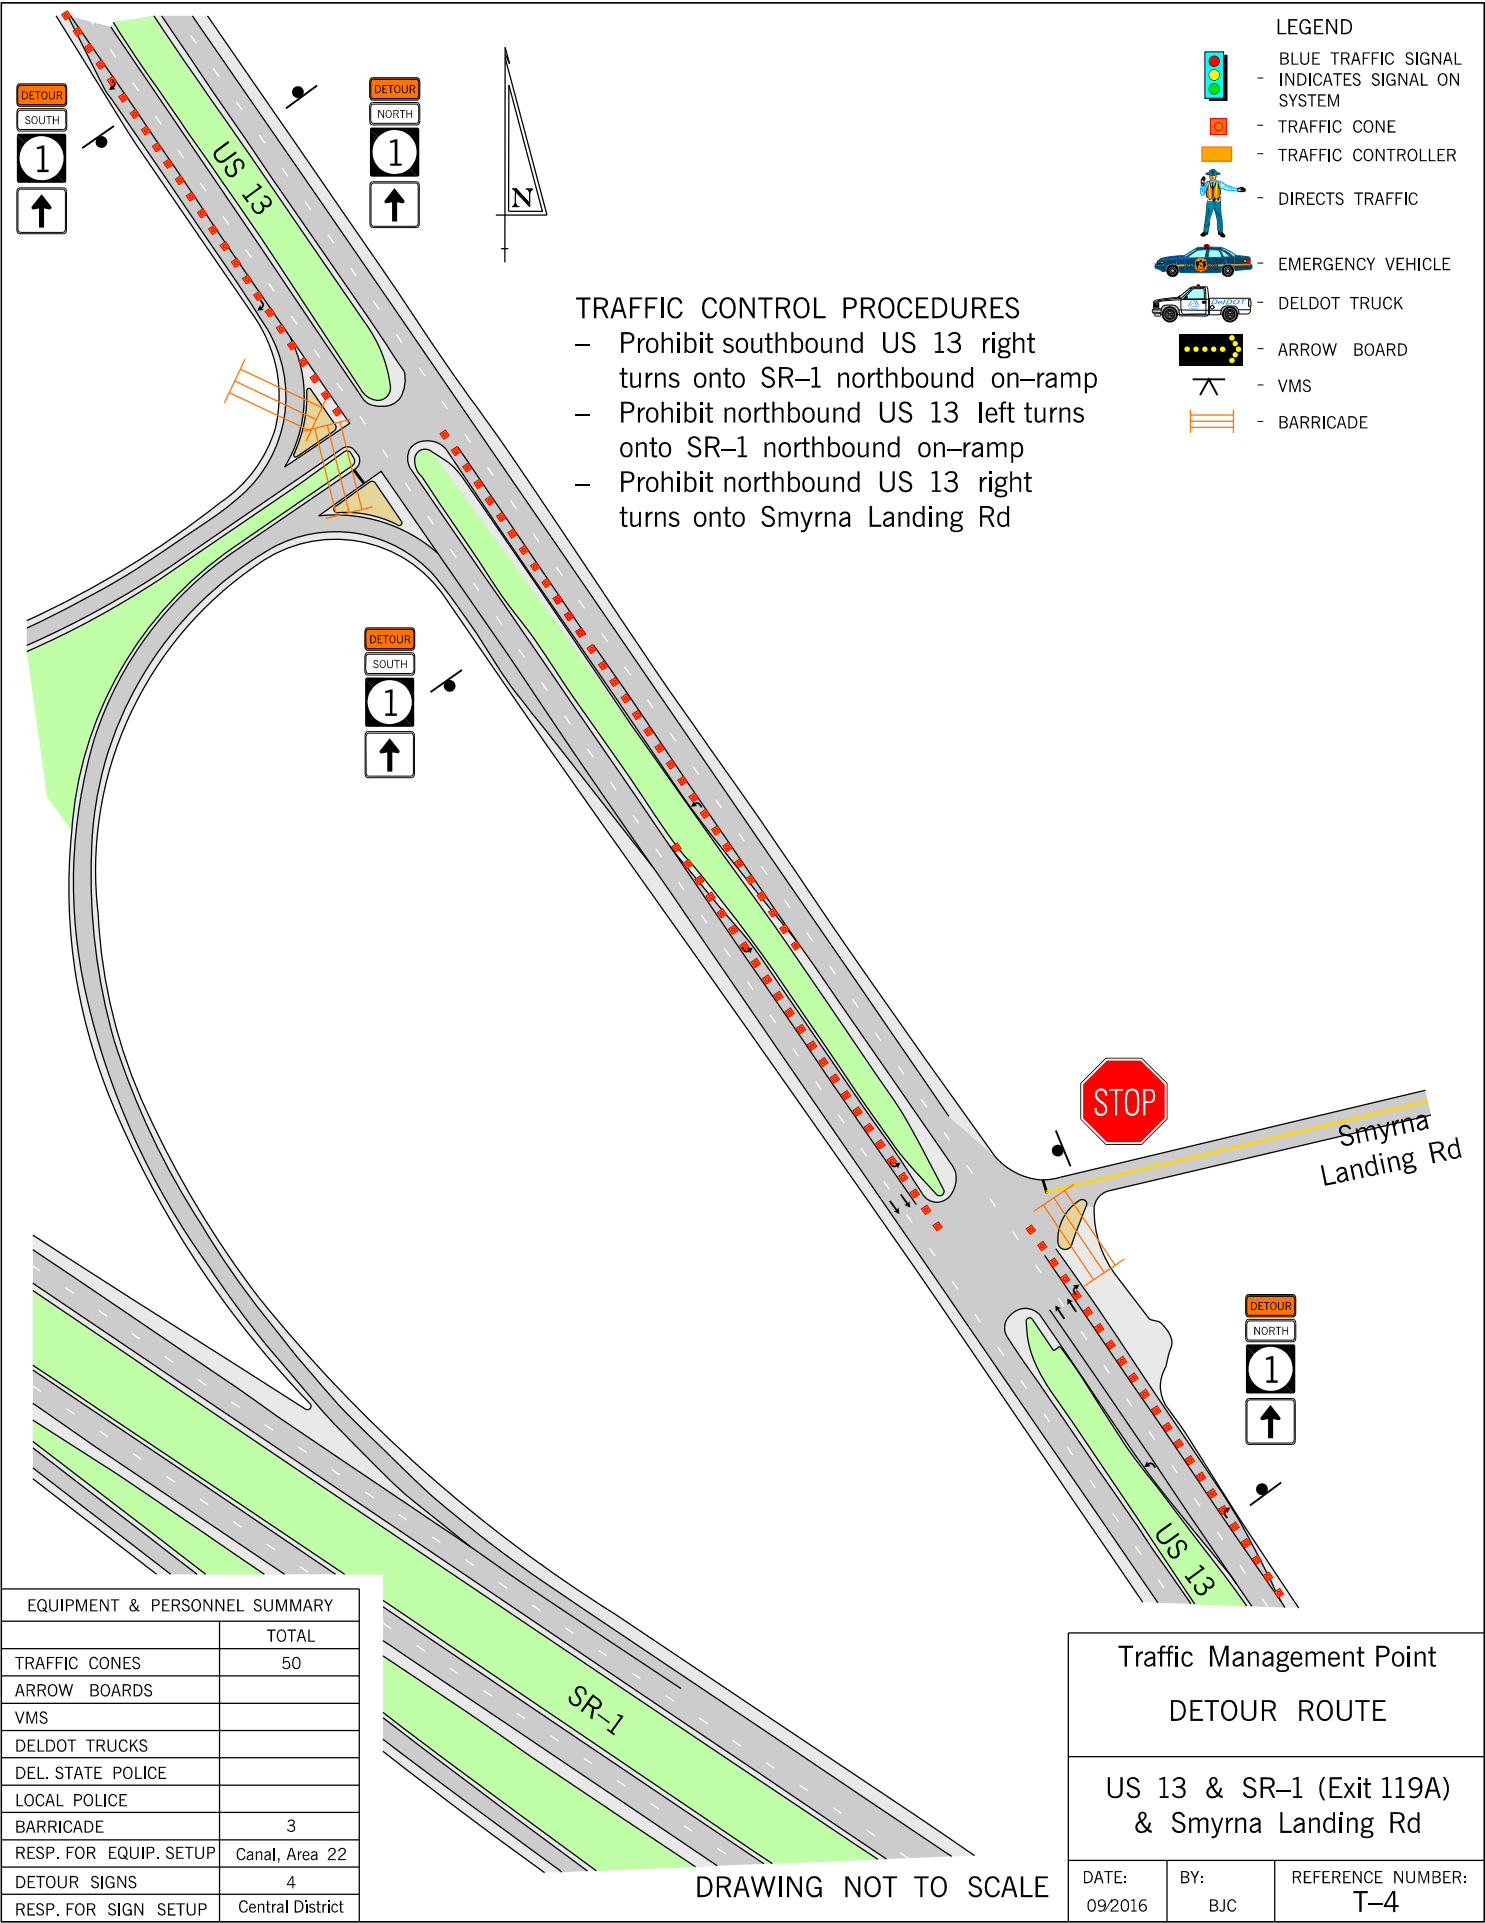 LEGEND
BLUE TRAFFIC SIGNAL
- INDICATES SIGNAL ON
SYSTEM
- TRAFFIC CONE
- TRAFFIC CONTROLLER
- DIRECTS TRAFFIC
- EMERGENCY VEHICLE
DelDOT
- DELDOT TRUCK
- ARROW BOARD
- VMS
- BARRICADE
DETOUR
SOUTH
1
DETOUR
NORTH
1
US 13
N
TRAFFIC CONTROL PROCEDURES
– Prohibit southbound US 13 right
turns onto SR–1 northbound on–ramp
– Prohibit northbound US 13 left turns
onto SR–1 northbound on–ramp
– Prohibit northbound US 13 right
turns onto Smyrna Landing Rd
DETOUR
SOUTH
1
STOP
Smyrna
Landing Rd
DETOUR
NORTH
1
US 13
SR–1
EQUIPMENT & PERSONNEL SUMMARY
TOTAL
TRAFFIC CONES 50
ARROW BOARDS
VMS
DELDOT TRUCKS
DEL. STATE POLICE
LOCAL POLICE
BARRICADE 3
RESP. FOR EQUIP. SETUP Canal, Area 22
DETOUR SIGNS 4
RESP. FOR SIGN SETUP Central District
DRAWING NOT TO SCALE
Traffic Management Point
DETOUR ROUTE
US 13 & SR–1 (Exit 119A)
& Smyrna Landing Rd
DATE: BY: REFERENCE NUMBER:
09/2016 BJC T–4